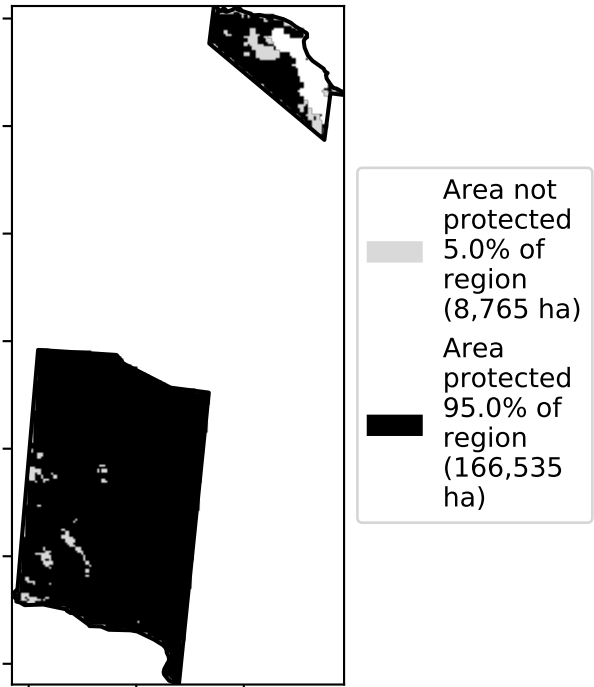 Area not
protected
5.0% of
region
(8,765 ha)
Area
protected
95.0% of
region
(166,535
ha)